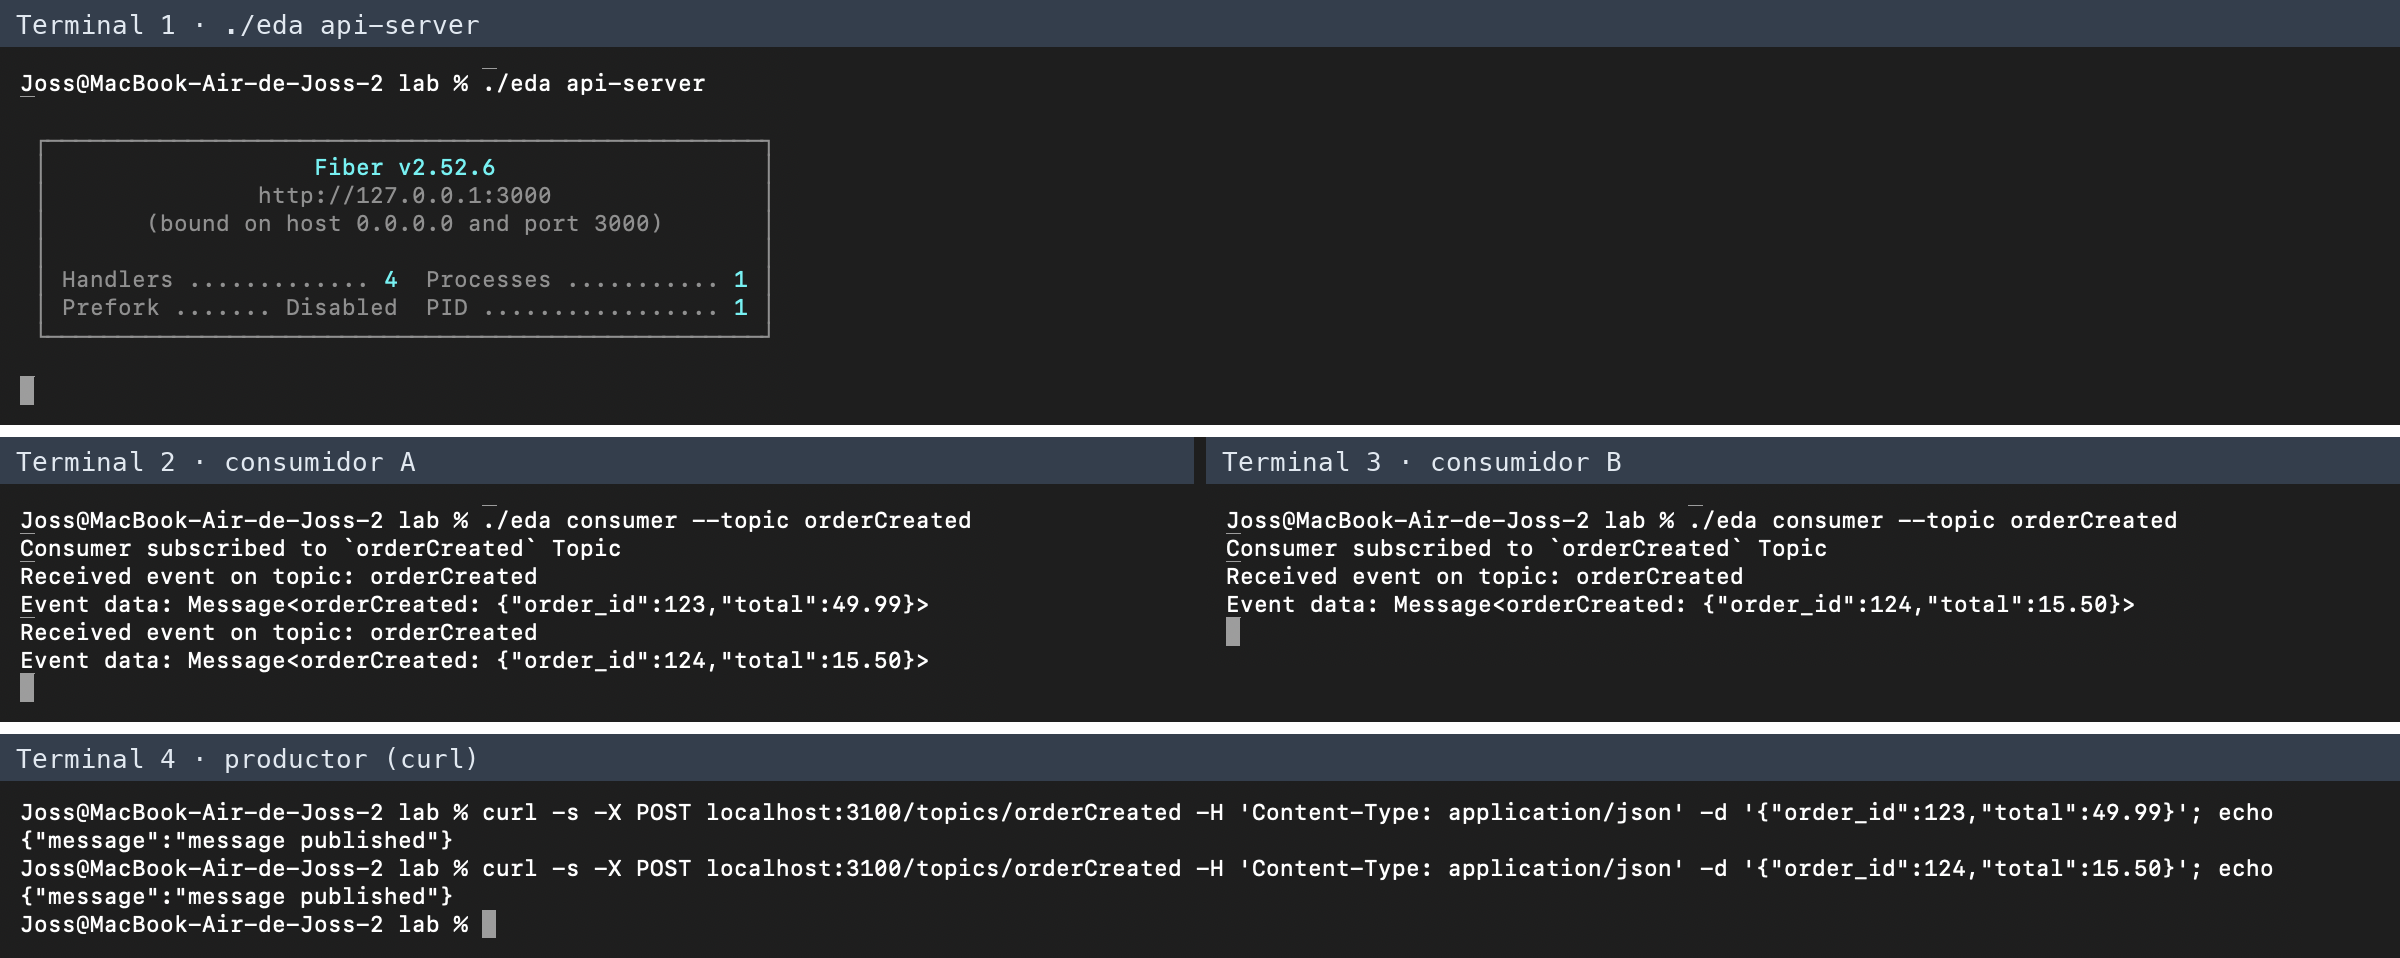 Terminal 1 · ./eda api-server
Joss@MacBook-Air-de-Joss-2 lab % ./eda api-server
Fiber v2.52.6
http://127.0.0.1:3000
(bound on host 0.0.0.0 and port 3000)
Handlers ............. 4  Processes ........... 1
Prefork ....... Disabled  PID ................. 1
Terminal 2 · consumidor A
Joss@MacBook-Air-de-Joss-2 lab % ./eda consumer --topic orderCreated
Consumer subscribed to `orderCreated` Topic
Received event on topic: orderCreated
Event data: Message<orderCreated: {"order_id":123,"total":49.99}>
Received event on topic: orderCreated
Event data: Message<orderCreated: {"order_id":124,"total":15.50}>
Terminal 3 · consumidor B
Joss@MacBook-Air-de-Joss-2 lab % ./eda consumer --topic orderCreated
Consumer subscribed to `orderCreated` Topic
Received event on topic: orderCreated
Event data: Message<orderCreated: {"order_id":124,"total":15.50}>
Terminal 4 · productor (curl)
Joss@MacBook-Air-de-Joss-2 lab % curl -s -X POST localhost:3100/topics/orderCreated -H 'Content-Type: application/json' -d '{"order_id":123,"total":49.99}'; echo
{"message":"message published"}
Joss@MacBook-Air-de-Joss-2 lab % curl -s -X POST localhost:3100/topics/orderCreated -H 'Content-Type: application/json' -d '{"order_id":124,"total":15.50}'; echo
{"message":"message published"}
Joss@MacBook-Air-de-Joss-2 lab %